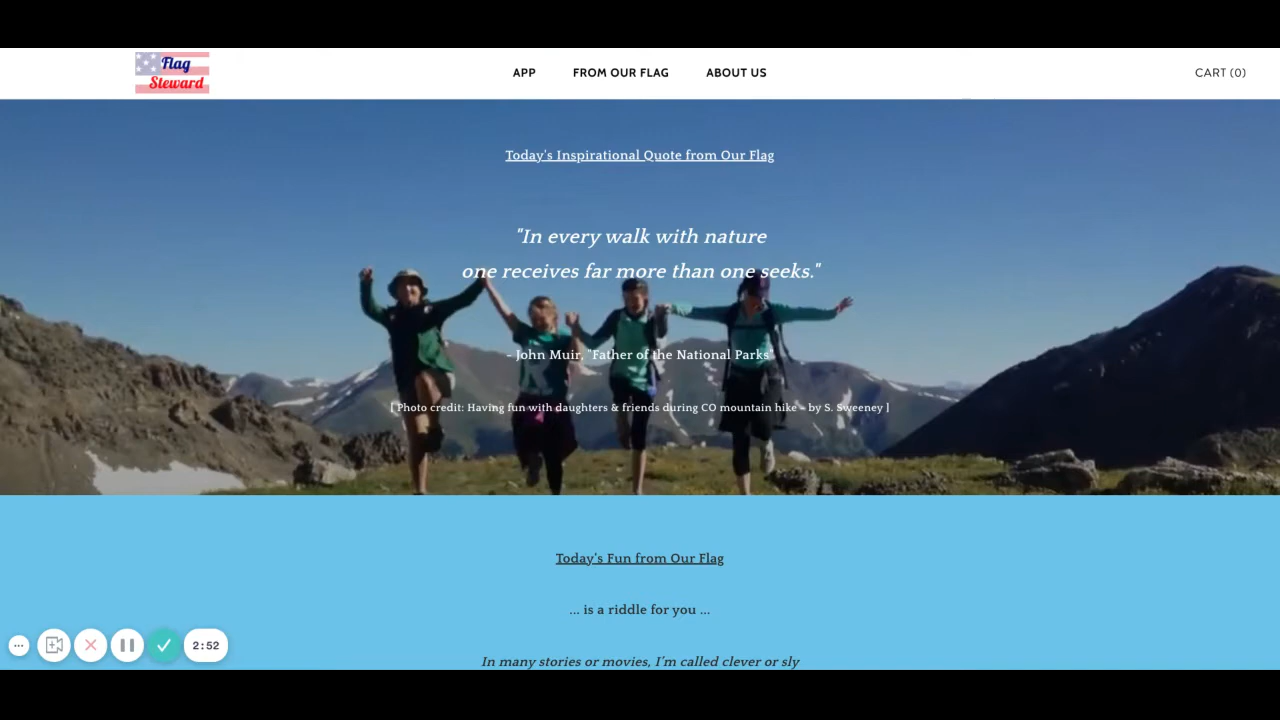 Flag
Steward
APP
FROM OUR FLAG
ABOUT US
CART (0)
Today's Inspirational Quote from Our Flag
"In every walk with nature
one receives far more than one seeks."
- John Muir, "Father of the National Parks"
[ Photo credit: Having fun with daughters & friends during CO mountain hike - by S. Sweeney ]
Today's Fun from Our Flag
... is a riddle for you ...
In many stories or movies, I'm called clever or sly
2:52